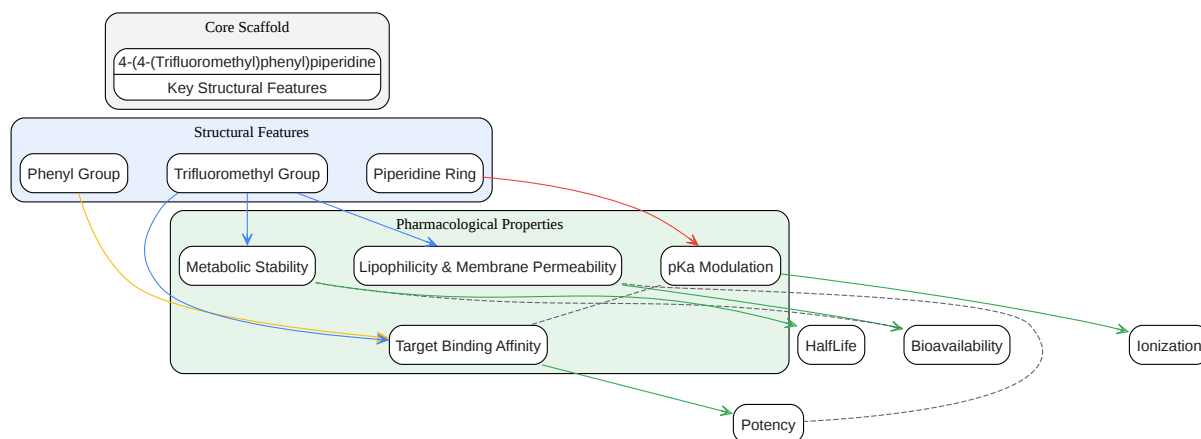 Core Scaffold
4-(4-(Trifluoromethyl)phenyl)piperidine
Key Structural Features
Structural Features
Phenyl Group
Trifluoromethyl Group
Piperidine Ring
Pharmacological Properties
Metabolic Stability
Lipophilicity & Membrane Permeability
pKa Modulation
Target Binding Affinity
HalfLife
Bioavailability
Ionization
Potency